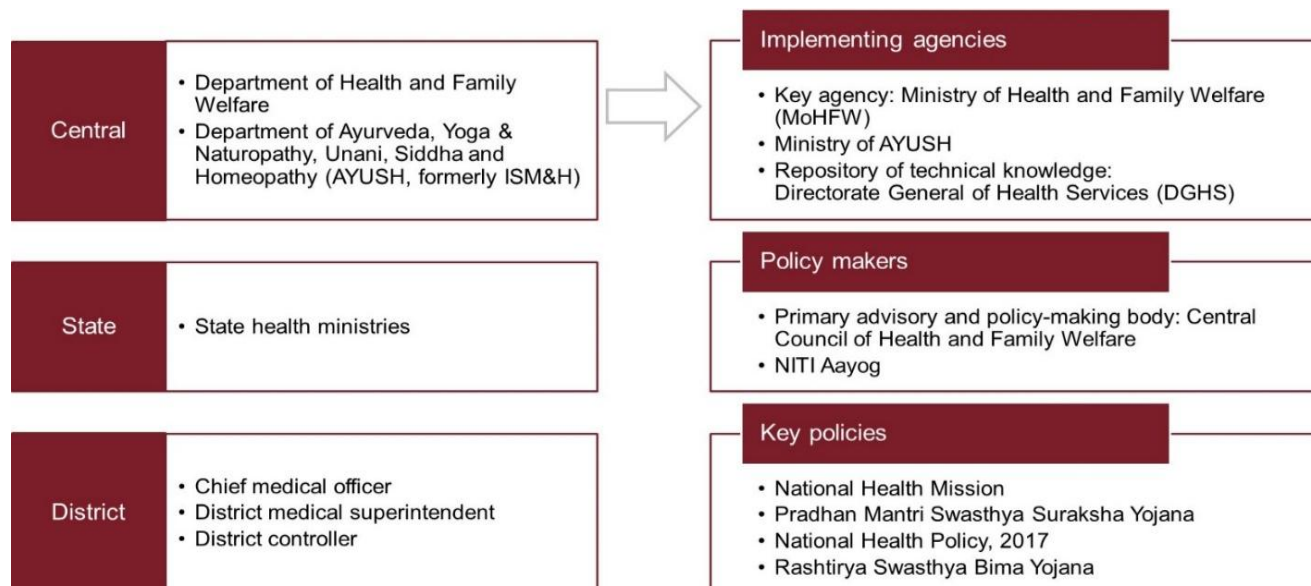 Central
• Department of Health and Family
Welfare
• Department of Ayurveda, Yoga &
Naturopathy, Unani, Siddha and
Homeopathy (AYUSH, formerly ISM&H)
Implementing agencies
• Key agency: Ministry of Health and Family Welfare
(MoHFW)
• Ministry of AYUSH
• Repository of technical knowledge:
Directorate General of Health Services (DGHS)
State
• State health ministries
Policy makers
• Primary advisory and policy-making body: Central
Council of Health and Family Welfare
• NITI Aayog
District
• Chief medical officer
• District medical superintendent
• District controller
Key policies
• National Health Mission
• Pradhan Mantri Swasthya Suraksha Yojana
• National Health Policy, 2017
• Rashtirya Swasthya Bima Yojana